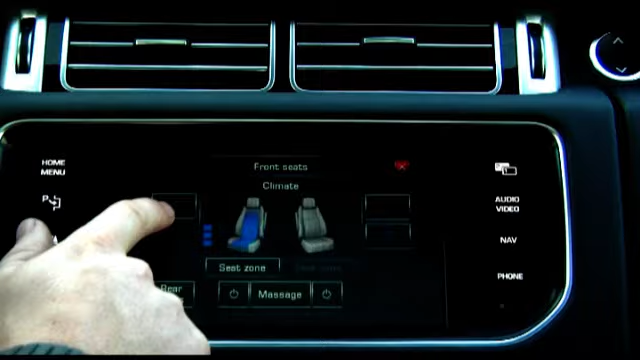 HOME
MENU
Front seats
Climate
P
AUDIO
VIDEO
NAV
Seat zone
PHONE
Rear
Massage